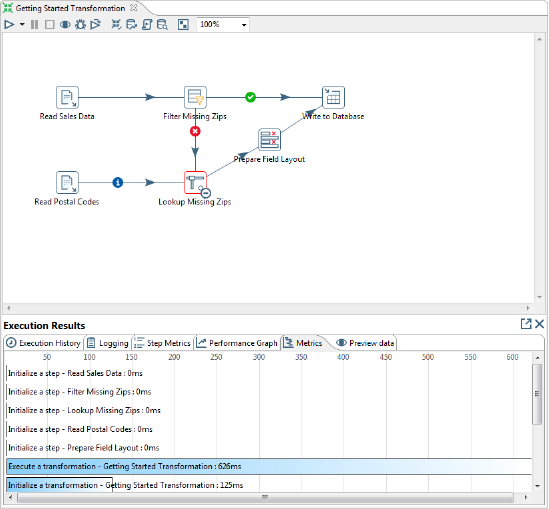 Getting Started Transformation
100%
Read Sales Data
Filter Missing Zips
Write to Database
Prepare Field Layout
Read Postal Codes
Lookup Missing Zips
Execution Results
Execution History Logging Step Metrics Performance Graph Metrics Preview data
50 100 150 200 250 300 350 400 450 500 550 600
Initialize a step - Read Sales Data : 0ms
Initialize a step - Filter Missing Zips : 0ms
Initialize a step - Lookup Missing Zips : 0ms
Initialize a step - Read Postal Codes : 0ms
Initialize a step - Prepare Field Layout : 0ms
Execute a transformation - Getting Started Transformation : 626ms
Initialize a transformation - Getting Started Transformation : 125ms